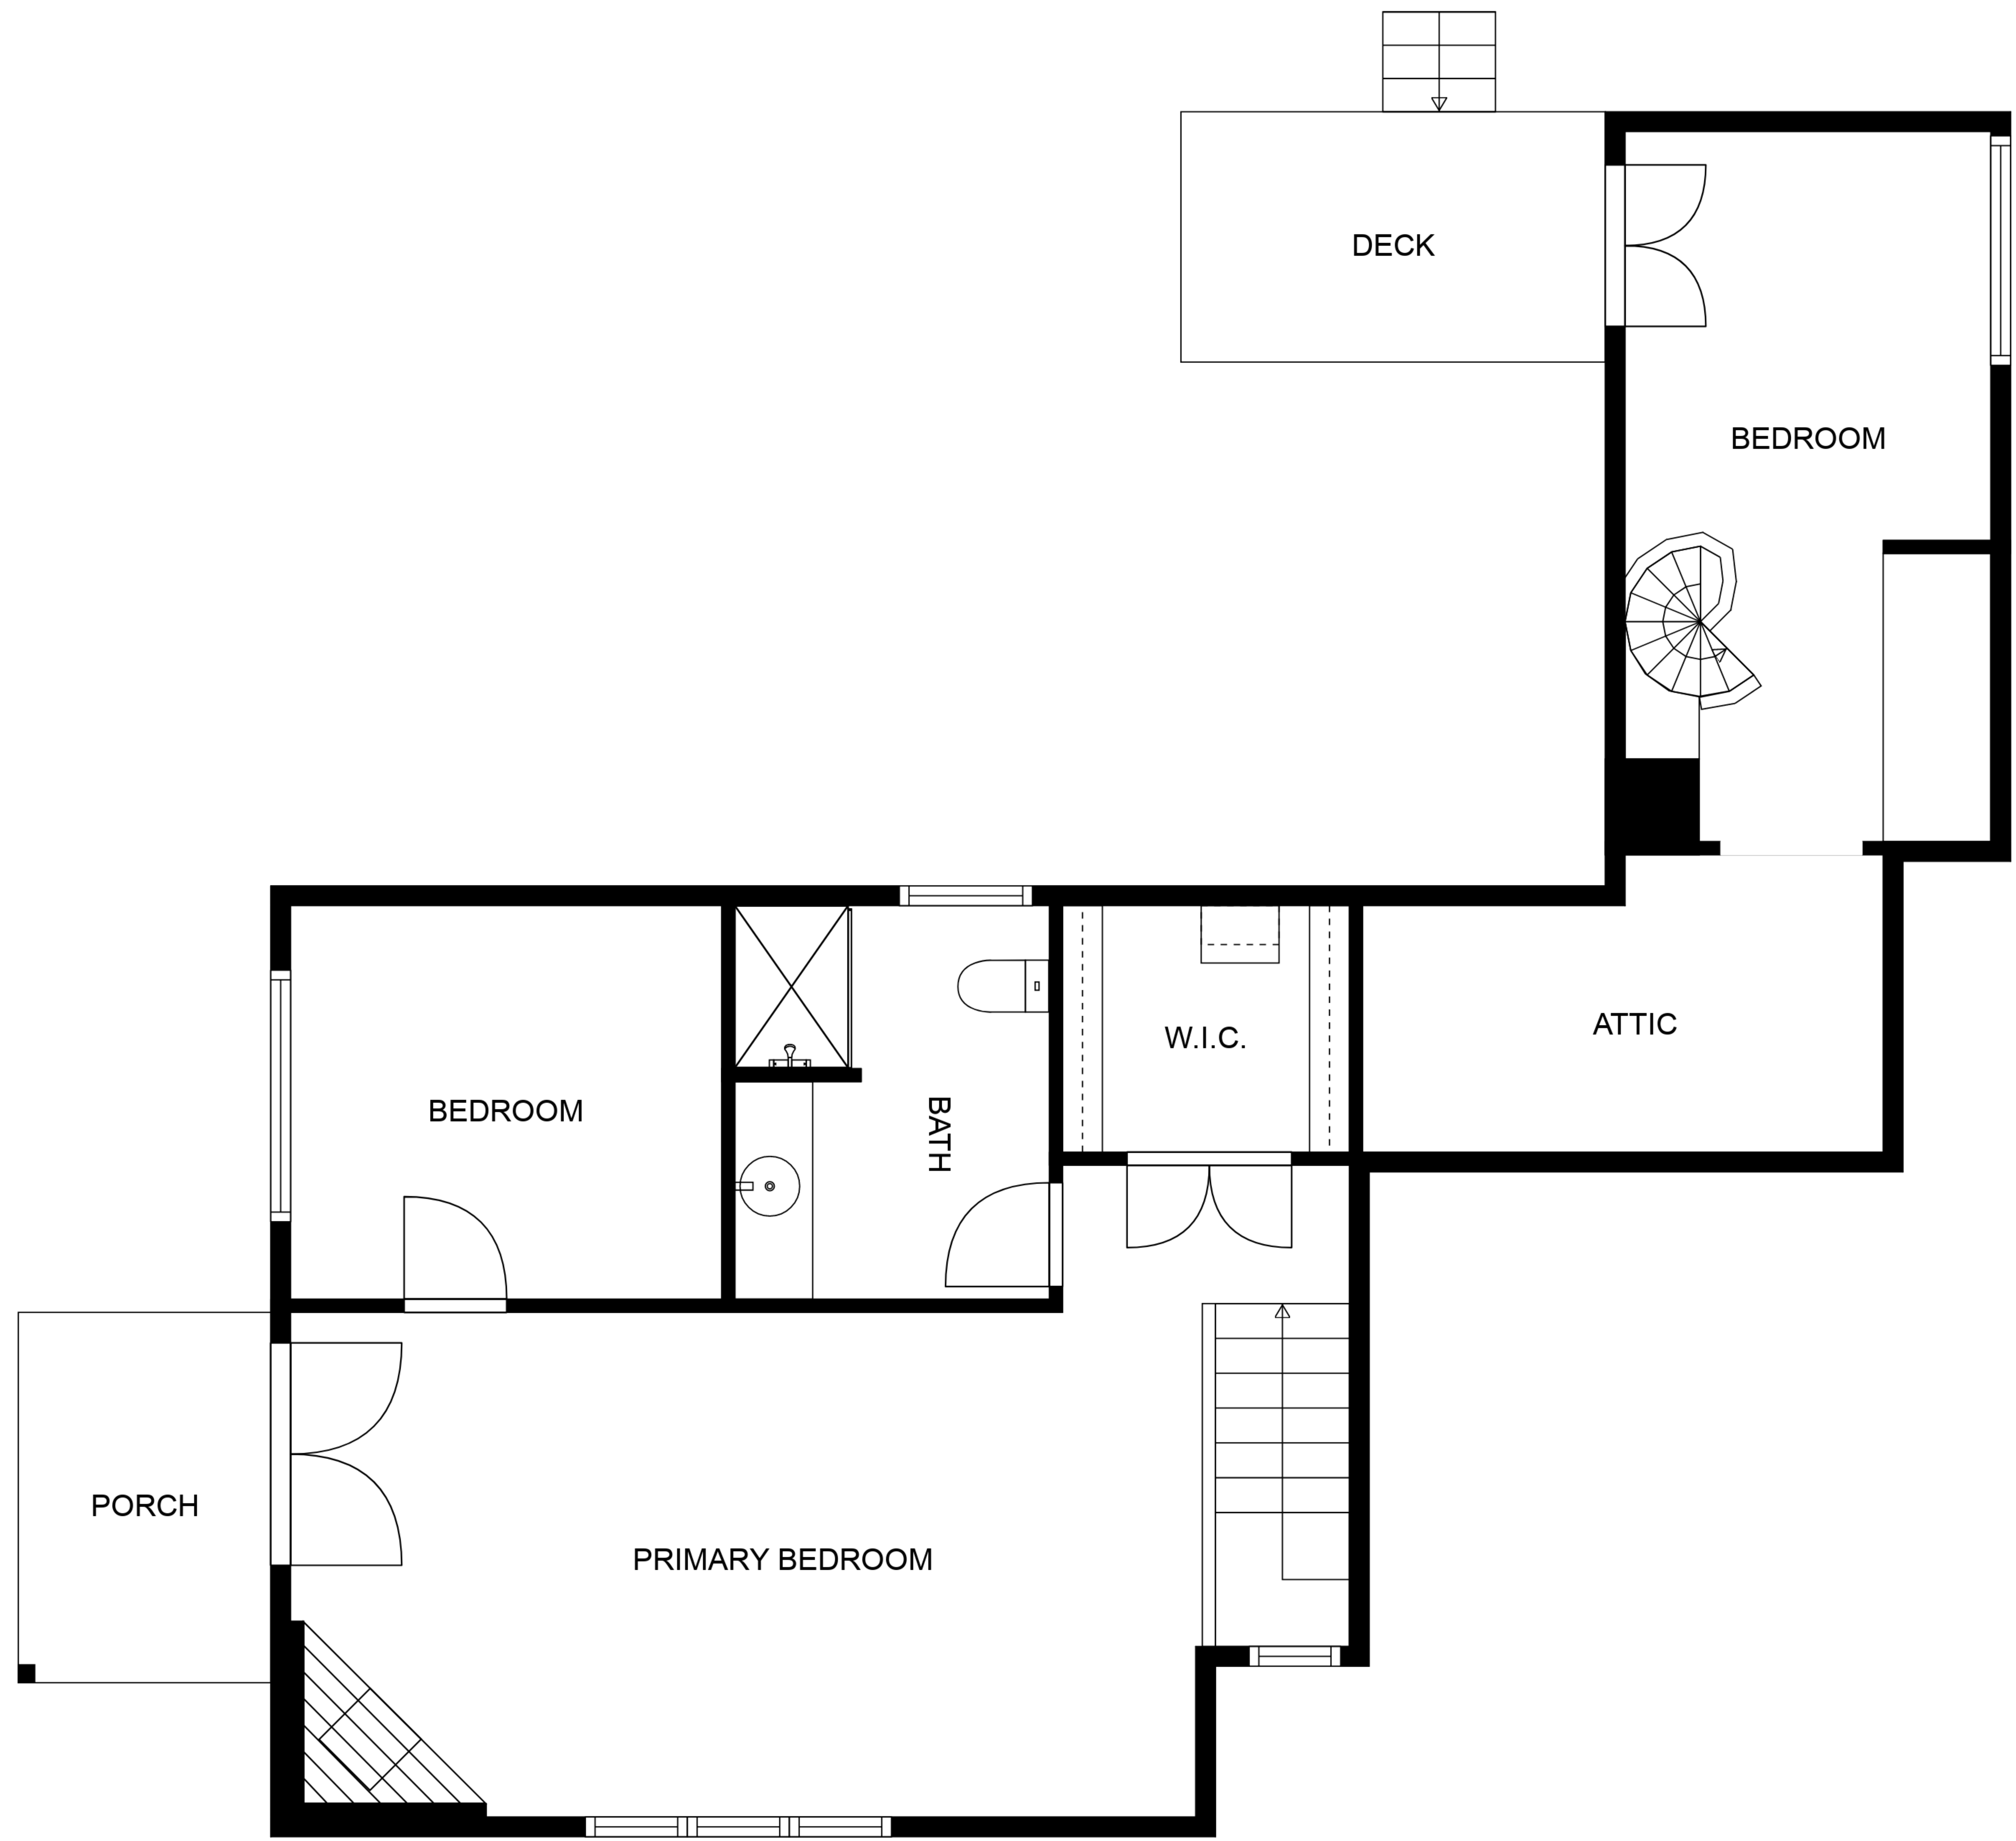 DECK
BEDROOM
ATTIC
W.I.C.
BEDROOM
BATH
PORCH
PRIMARY BEDROOM